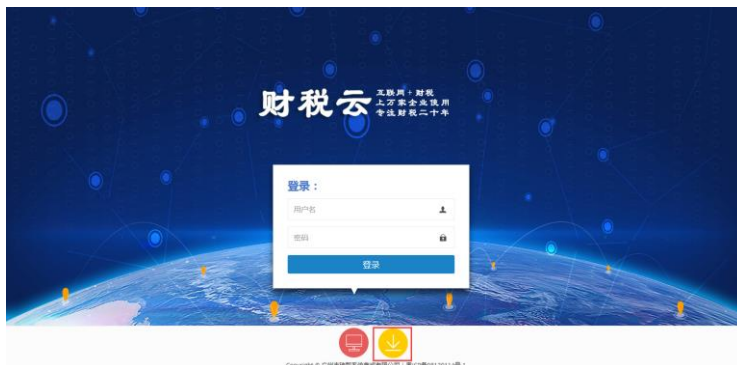 财税云
互联网+财税
上万家企业使用
专注财税二十年
登录：
用户名
密码
登录